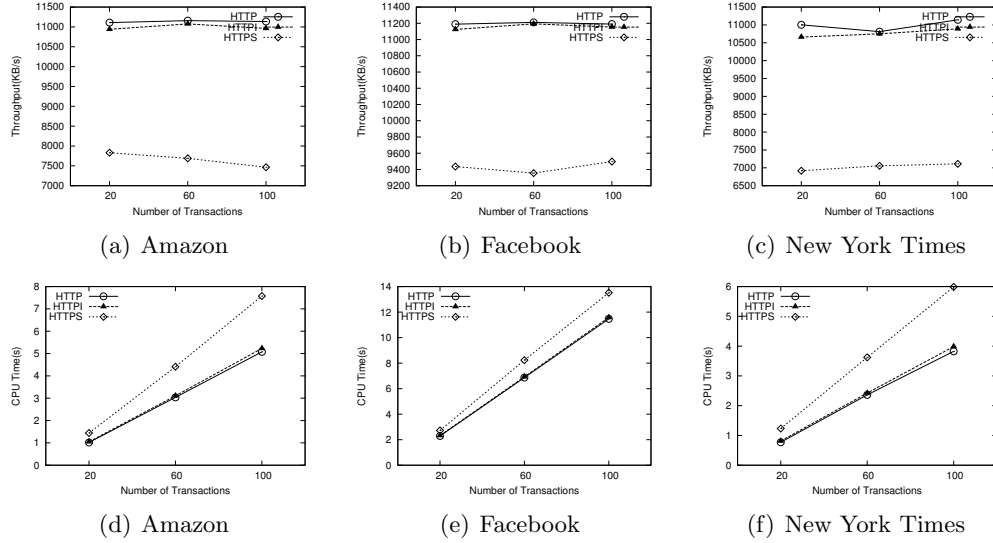 11500
11000
10500
10000
9500
9000
8500
8000
7500
7000
20 60 100
Throughput(KB/s)
Number of Transactions
HTTP
HTTPI
HTTPS
(a) Amazon
11400
11200
11000
10800
10600
10400
10200
10000
9800
9600
9400
9200
20 60 100
Throughput(KB/s)
Number of Transactions
HTTP
HTTPI
HTTPS
(b) Facebook
11500
11000
10500
10000
9500
9000
8500
8000
7500
7000
6500
20 60 100
Throughput(KB/s)
Number of Transactions
HTTP
HTTPI
HTTPS
(c) New York Times
8
7
6
5
4
3
2
1
0
20 60 100
CPU Time(s)
Number of Transactions
HTTP
HTTPI
HTTPS
(d) Amazon
14
12
10
8
6
4
2
0
20 60 100
CPU Time(s)
Number of Transactions
HTTP
HTTPI
HTTPS
(e) Facebook
6
5
4
3
2
1
0
20 60 100
CPU Time(s)
Number of Transactions
HTTP
HTTPI
HTTPS
(f) New York Times